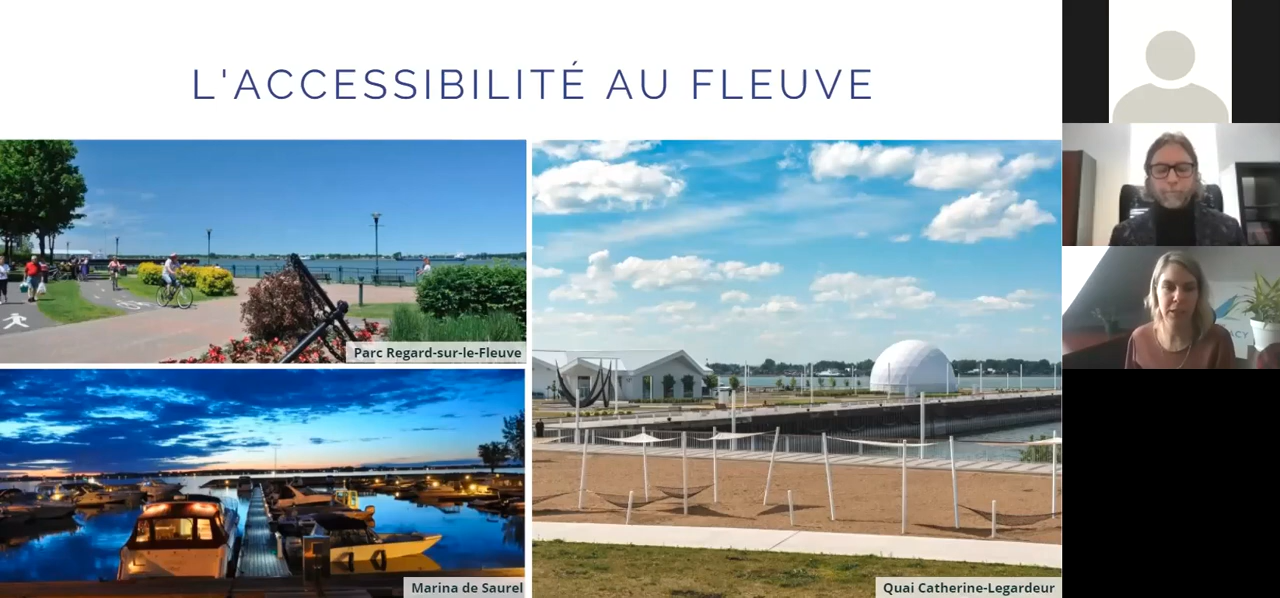 L'ACCESSIBILITÉ AU FLEUVE
Parc Regard-sur-le-Fleuve
Marina de Saurel
Quai Catherine-Legardeur